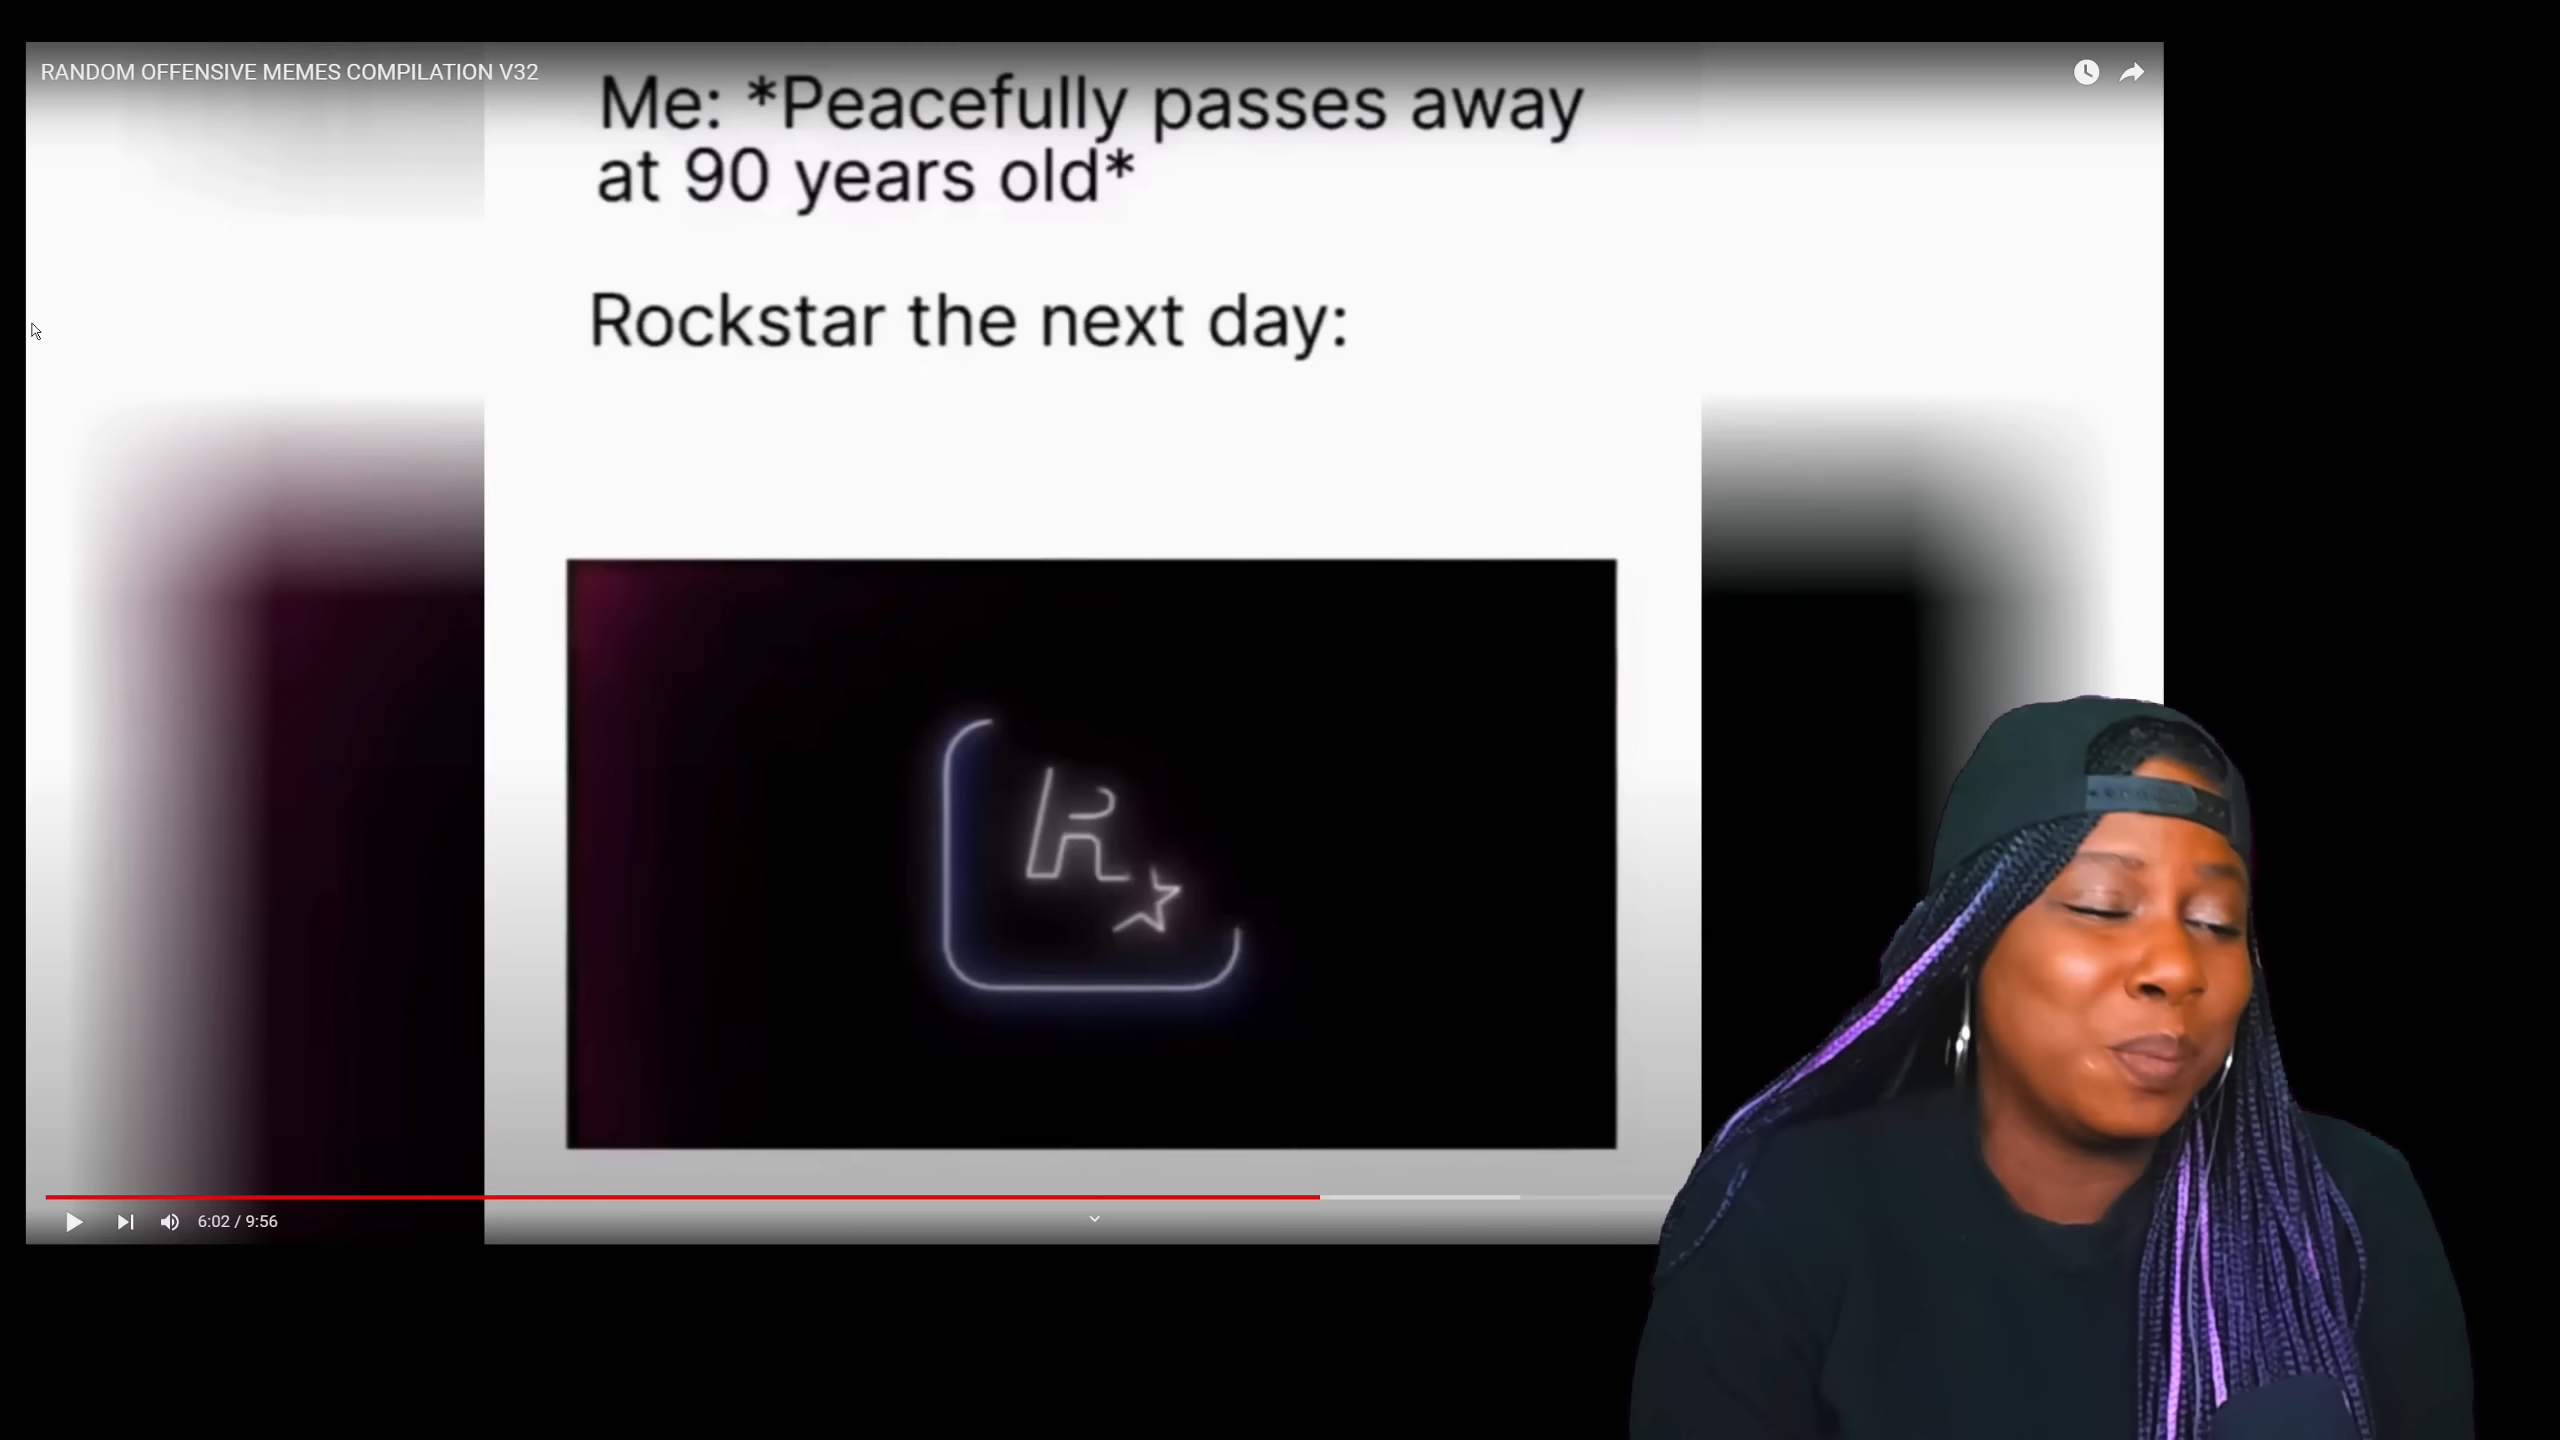 RANDOM OFFENSIVE MEMES COMPILATION V32
Me: *Peacefully passes away
at 90 years old*
Rockstar the next day:
R
6:02 / 9:56